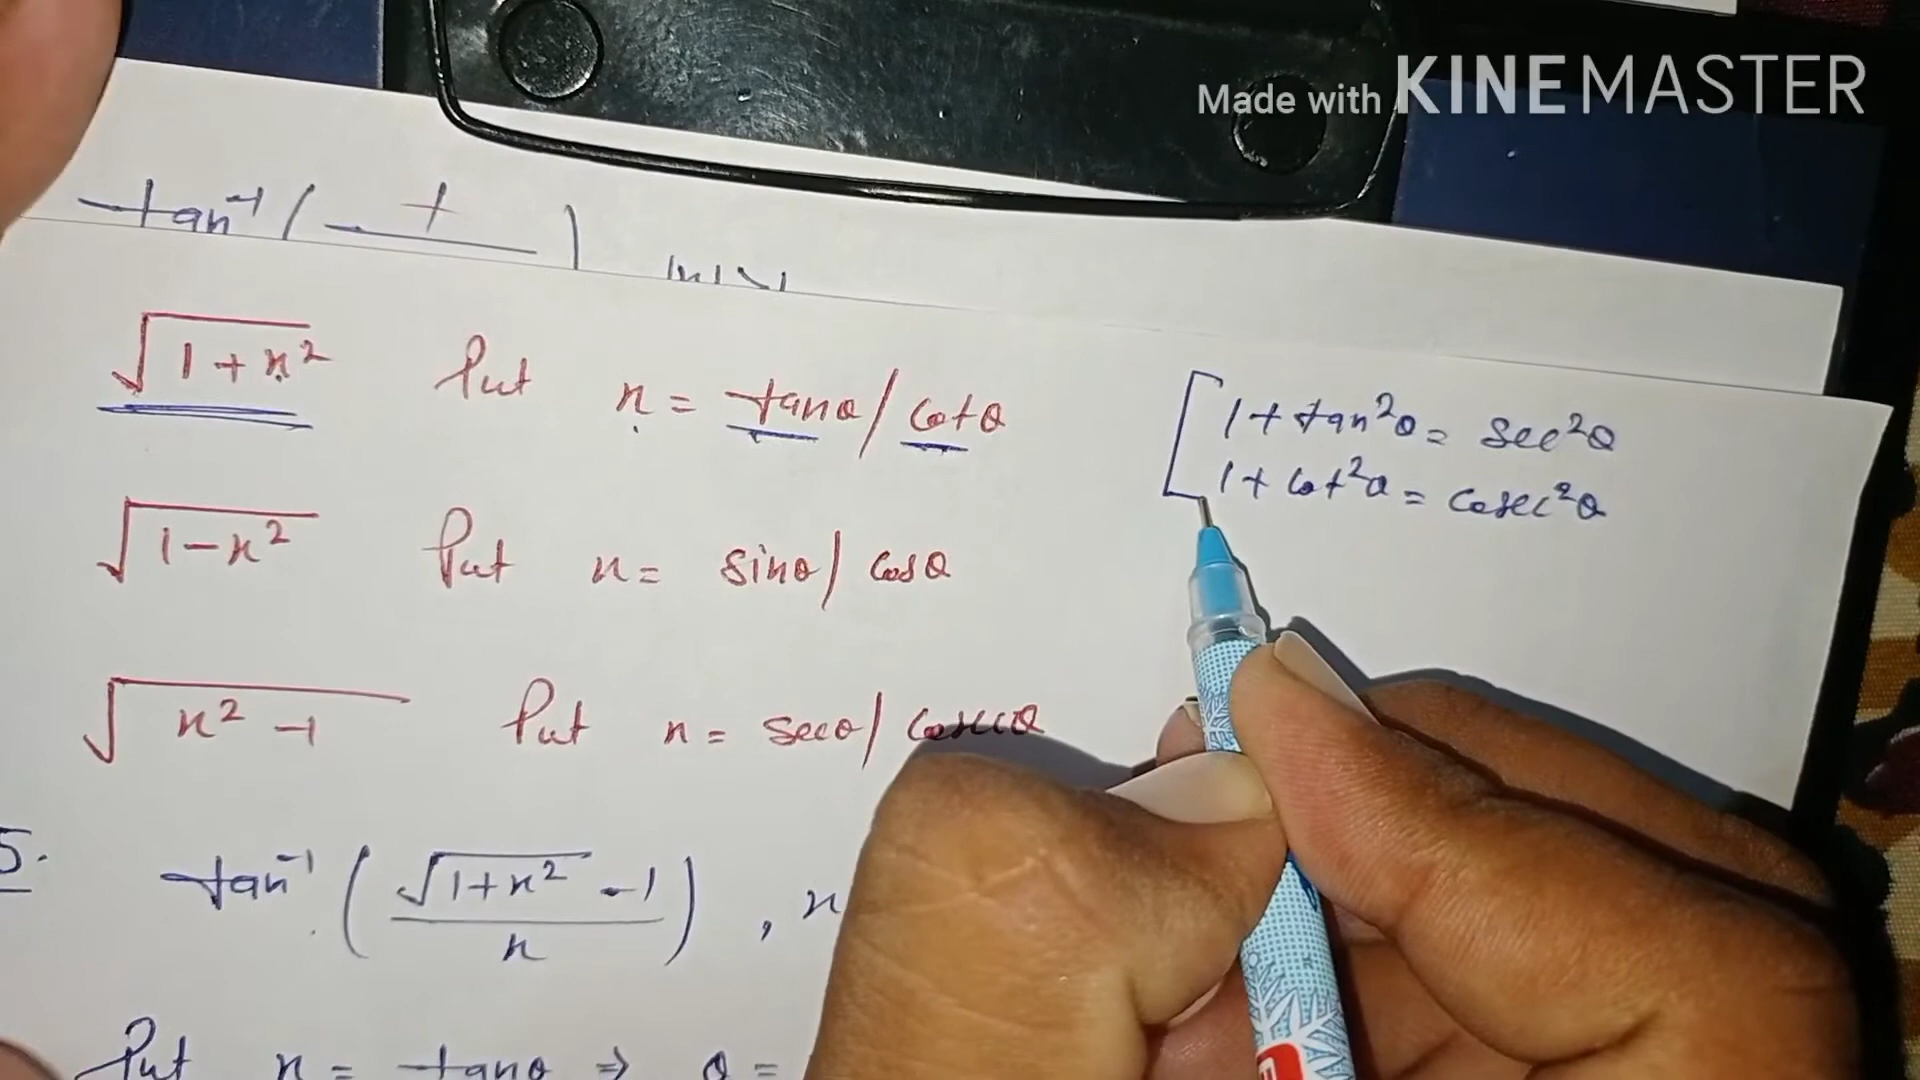 Made with KINEMASTER
tan⁻¹ (
√1+x² Put x = tanθ/cotθ
1+tan²θ = sec²θ
1+cot²θ = cosec²θ
√1-x² Put x = sinθ/cosθ
√x²-1 Put x = secθ/cosecθ
5. tan⁻¹ (√1+x² -1/x), x
Put x = tanθ ⇒ θ =